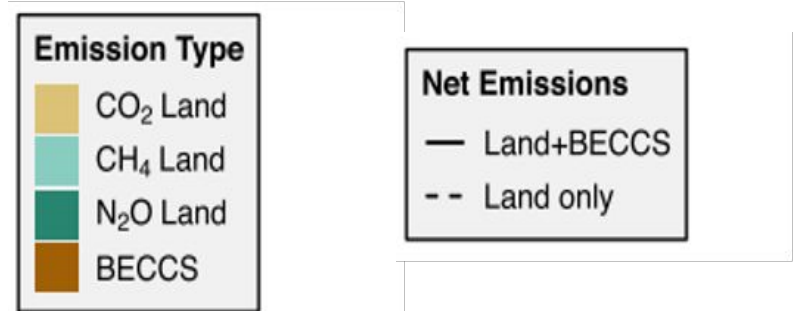 Emission Type
CO₂ Land
CH₄ Land
N₂O Land
BECCS
Net Emissions
Land+BECCS
Land only